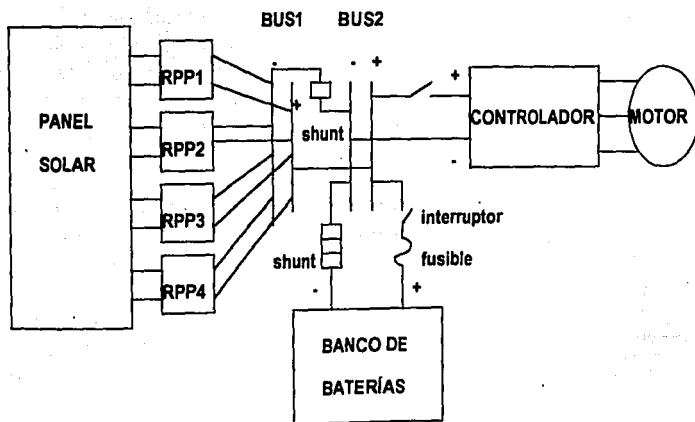 BUS1 BUS2
- - +
RPP1
+ +
PANEL
SOLAR
shunt
CONTROLADOR
MOTOR
RPP2
-
RPP3
interruptor
shunt
fusible
RPP4
- +
BANCO DE
BATERÍAS